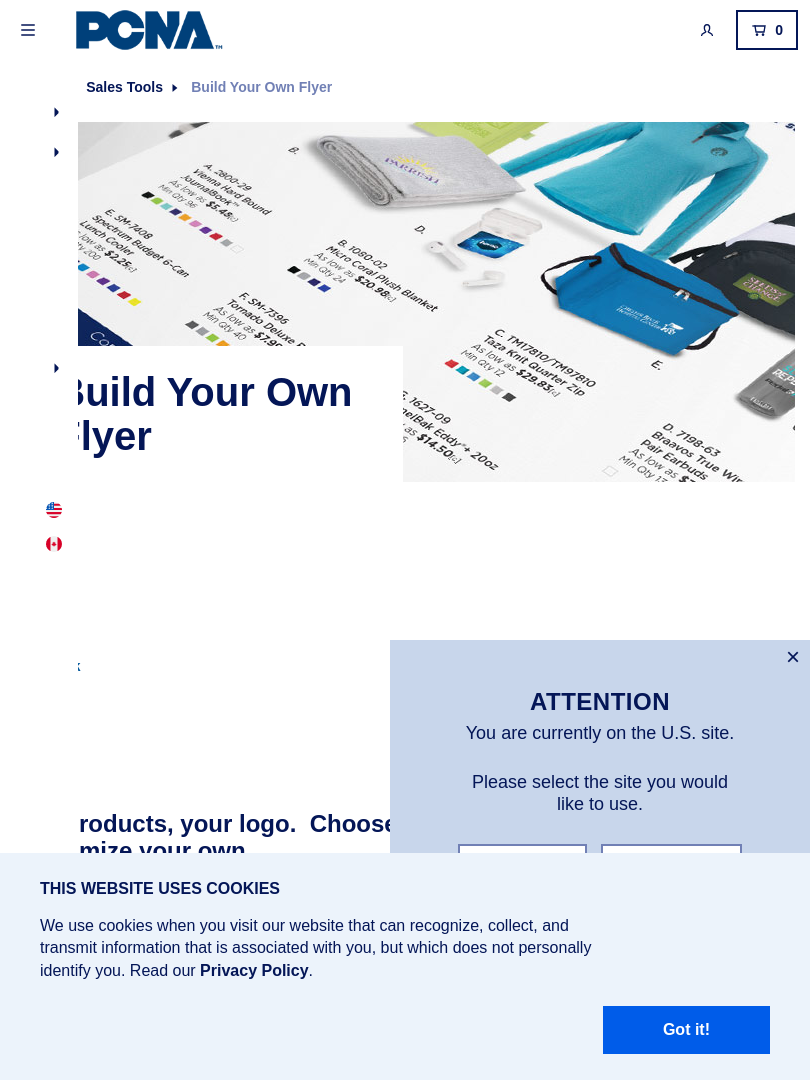 PCNA
TM
0
Sales Tools
Build Your Own Flyer
A. 2800-29
Vienna Hard Bound
JournalBook™
As low as $5.48[C]
Min Qty 96
B.
D.
E. SM-7408
Spectrum Budget 6-Can
Lunch Cooler
low as $2.25[C]
200
B. 1080-02
Micro Coral Plush Blanket
As low as $20.98[C]
Min Qty 24
F. SM-7396
Tornado Deluxe
As low as $7.98
Min Qty 40
C. TM17810/TM97810
Taza Knit Quarter Zip
As low as $29.83[C]
Min Qty 12
E.
SEEDS OF CHANGE
1627-09
Eddy®+ 20oz
$14.50[C]
D. 7198-63
Braavos True
Pair Earbuds
As low as
Min Qty
Build Your Own
Flyer
k
roducts, your logo.  Choose
mize your own
ATTENTION
You are currently on the U.S. site.
Please select the site you would
like to use.
THIS WEBSITE USES COOKIES
We use cookies when you visit our website that can recognize, collect, and
transmit information that is associated with you, but which does not personally
identify you. Read our Privacy Policy.
Got it!